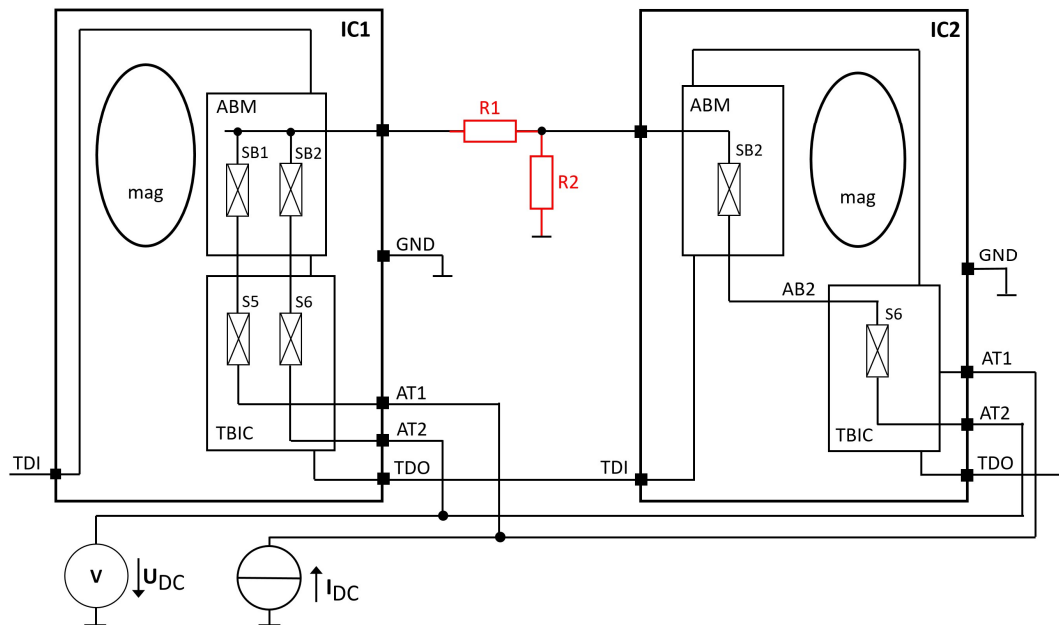 IC1
IC2
ABM
R1
ABM
SB1
SB2
SB2
R2
mag
mag
GND
GND
AB2
S5
S6
S6
AT1
AT1
AT2
AT2
TBIC
TBIC
TDI
TDO
TDI
TDO
V
UDC
IDC